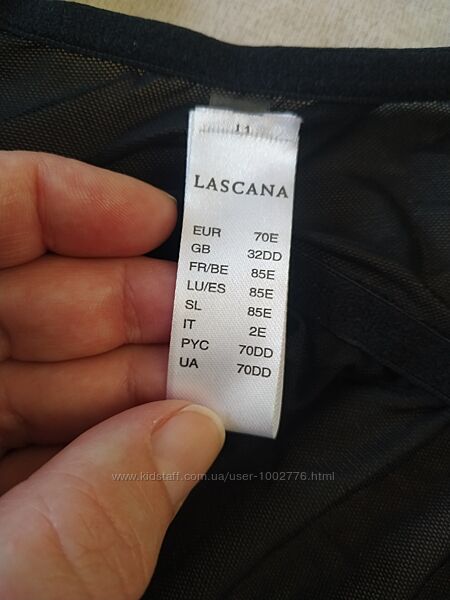 LASCANA
EUR 70E
GB 32DD
FR/BE 85E
LU/ES 85E
SL 85E
IT 2E
РУС 70DD
UA 70DD
www.kidstaff.com.ua/user-1002776.html